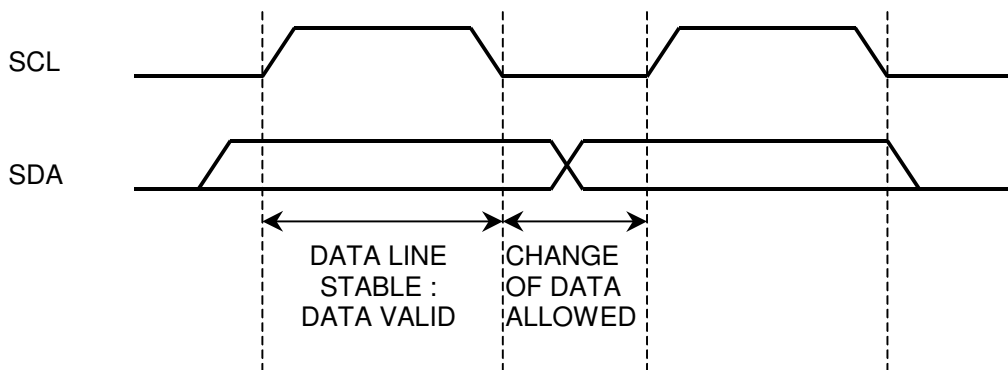 SCL
SDA
DATA LINE
STABLE :
DATA VALID
CHANGE
OF DATA
ALLOWED